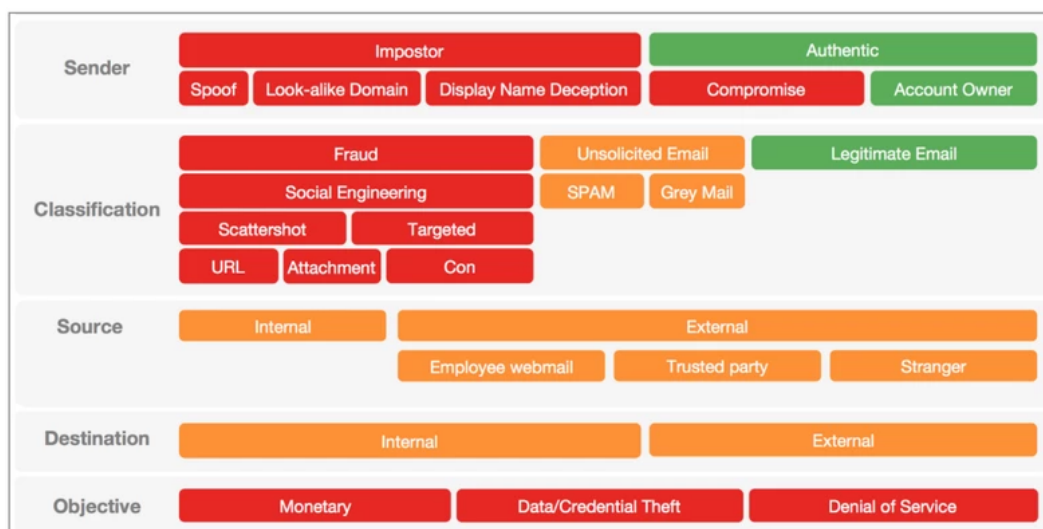 Sender
Impostor
Authentic
Spoof
Look-alike Domain
Display Name Deception
Compromise
Account Owner
Classification
Fraud
Unsolicited Email
Legitimate Email
Social Engineering
SPAM
Grey Mail
Scattershot
Targeted
URL
Attachment
Con
Source
Internal
External
Employee webmail
Trusted party
Stranger
Destination
Internal
External
Objective
Monetary
Data/Credential Theft
Denial of Service